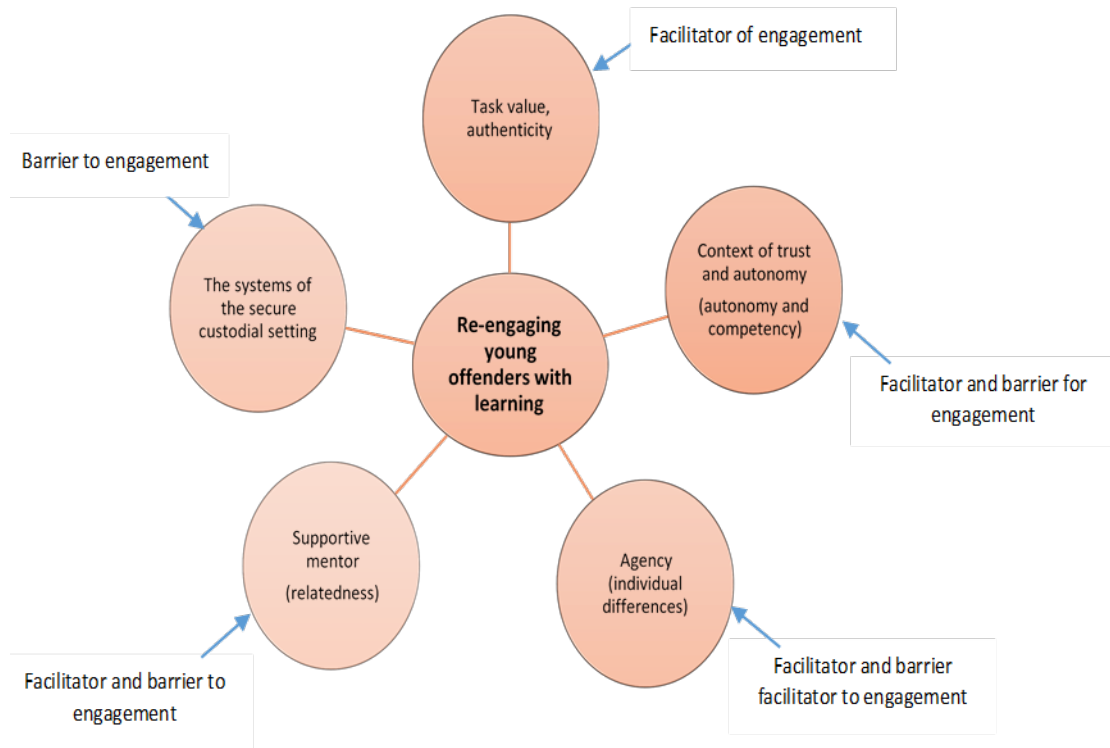 Facilitator of engagement
Task value,
authenticity
Barrier to engagement
Context of trust
and autonomy
(autonomy and
competency)
The systems of
the secure
custodial setting
Re-engaging
young
offenders with
learning
Facilitator and barrier for
engagement
Supportive
mentor
(relatedness)
Agency
(individual
differences)
Facilitator and barrier to
engagement
Facilitator and barrier
facilitator to engagement